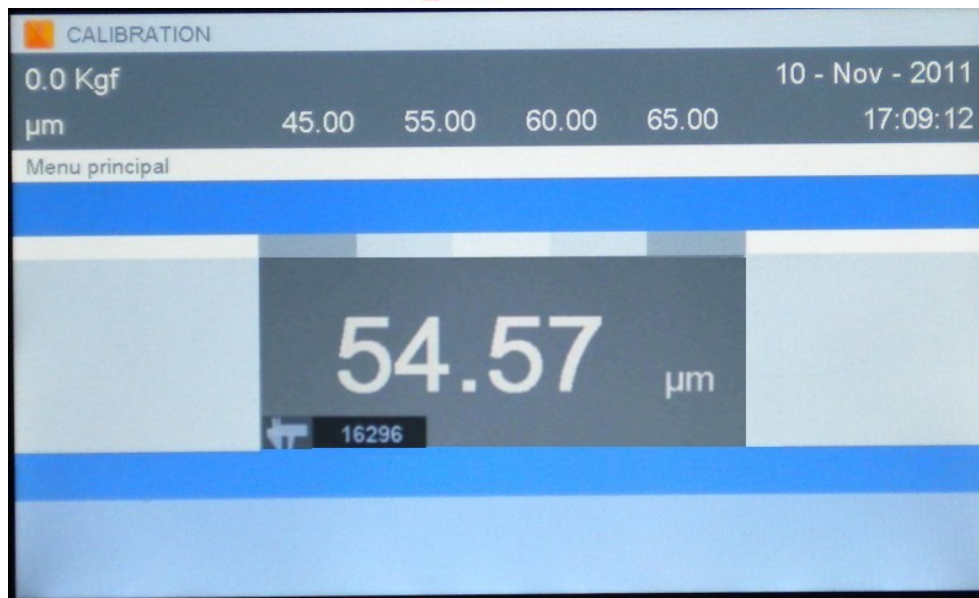 CALIBRATION
0.0 Kgf 10 - Nov - 2011
µm 45.00 55.00 60.00 65.00 17:09:12
Menu principal
54.57 µm
16296